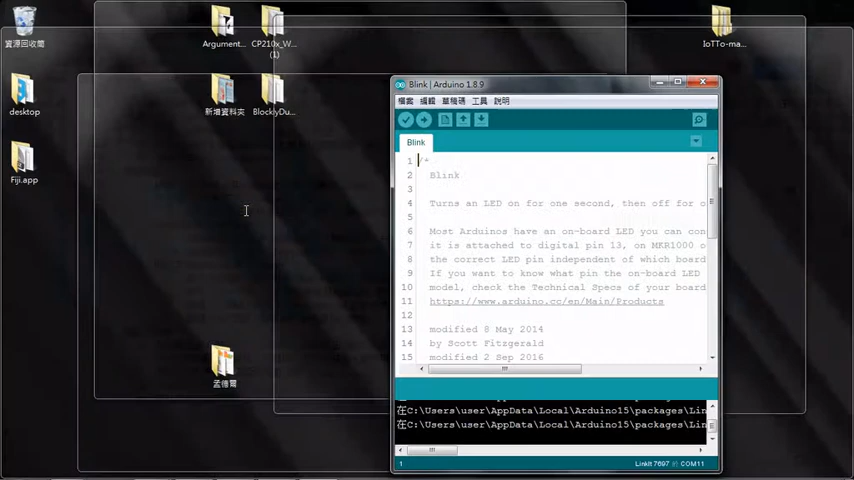 資源回收筒
Argument...
CP210x_W...
(1)
IoTTo-ma...
desktop
新增資料夾
BlocklyDu...
Fiji.app
孟德爾
Blink | Arduino 1.8.9
檔案 編輯 草稿碼 工具 說明
Blink
1 /*
2 Blink
3
4 Turns an LED on for one second, then off for o
5
6 Most Arduinos have an on-board LED you can con
7 it is attached to digital pin 13, on MKR1000 o
8 the correct LED pin independent of which board
9 If you want to know what pin the on-board LED
10 model, check the Technical Specs of your board
11 https://www.arduino.cc/en/Main/Products
12
13 modified 8 May 2014
14 by Scott Fitzgerald
15 modified 2 Sep 2016
在C:\Users\user\AppData\Local\Arduino15\packages\Lin
在C:\Users\user\AppData\Local\Arduino15\packages\Lin
1
LinkIt 7697 的 COM11